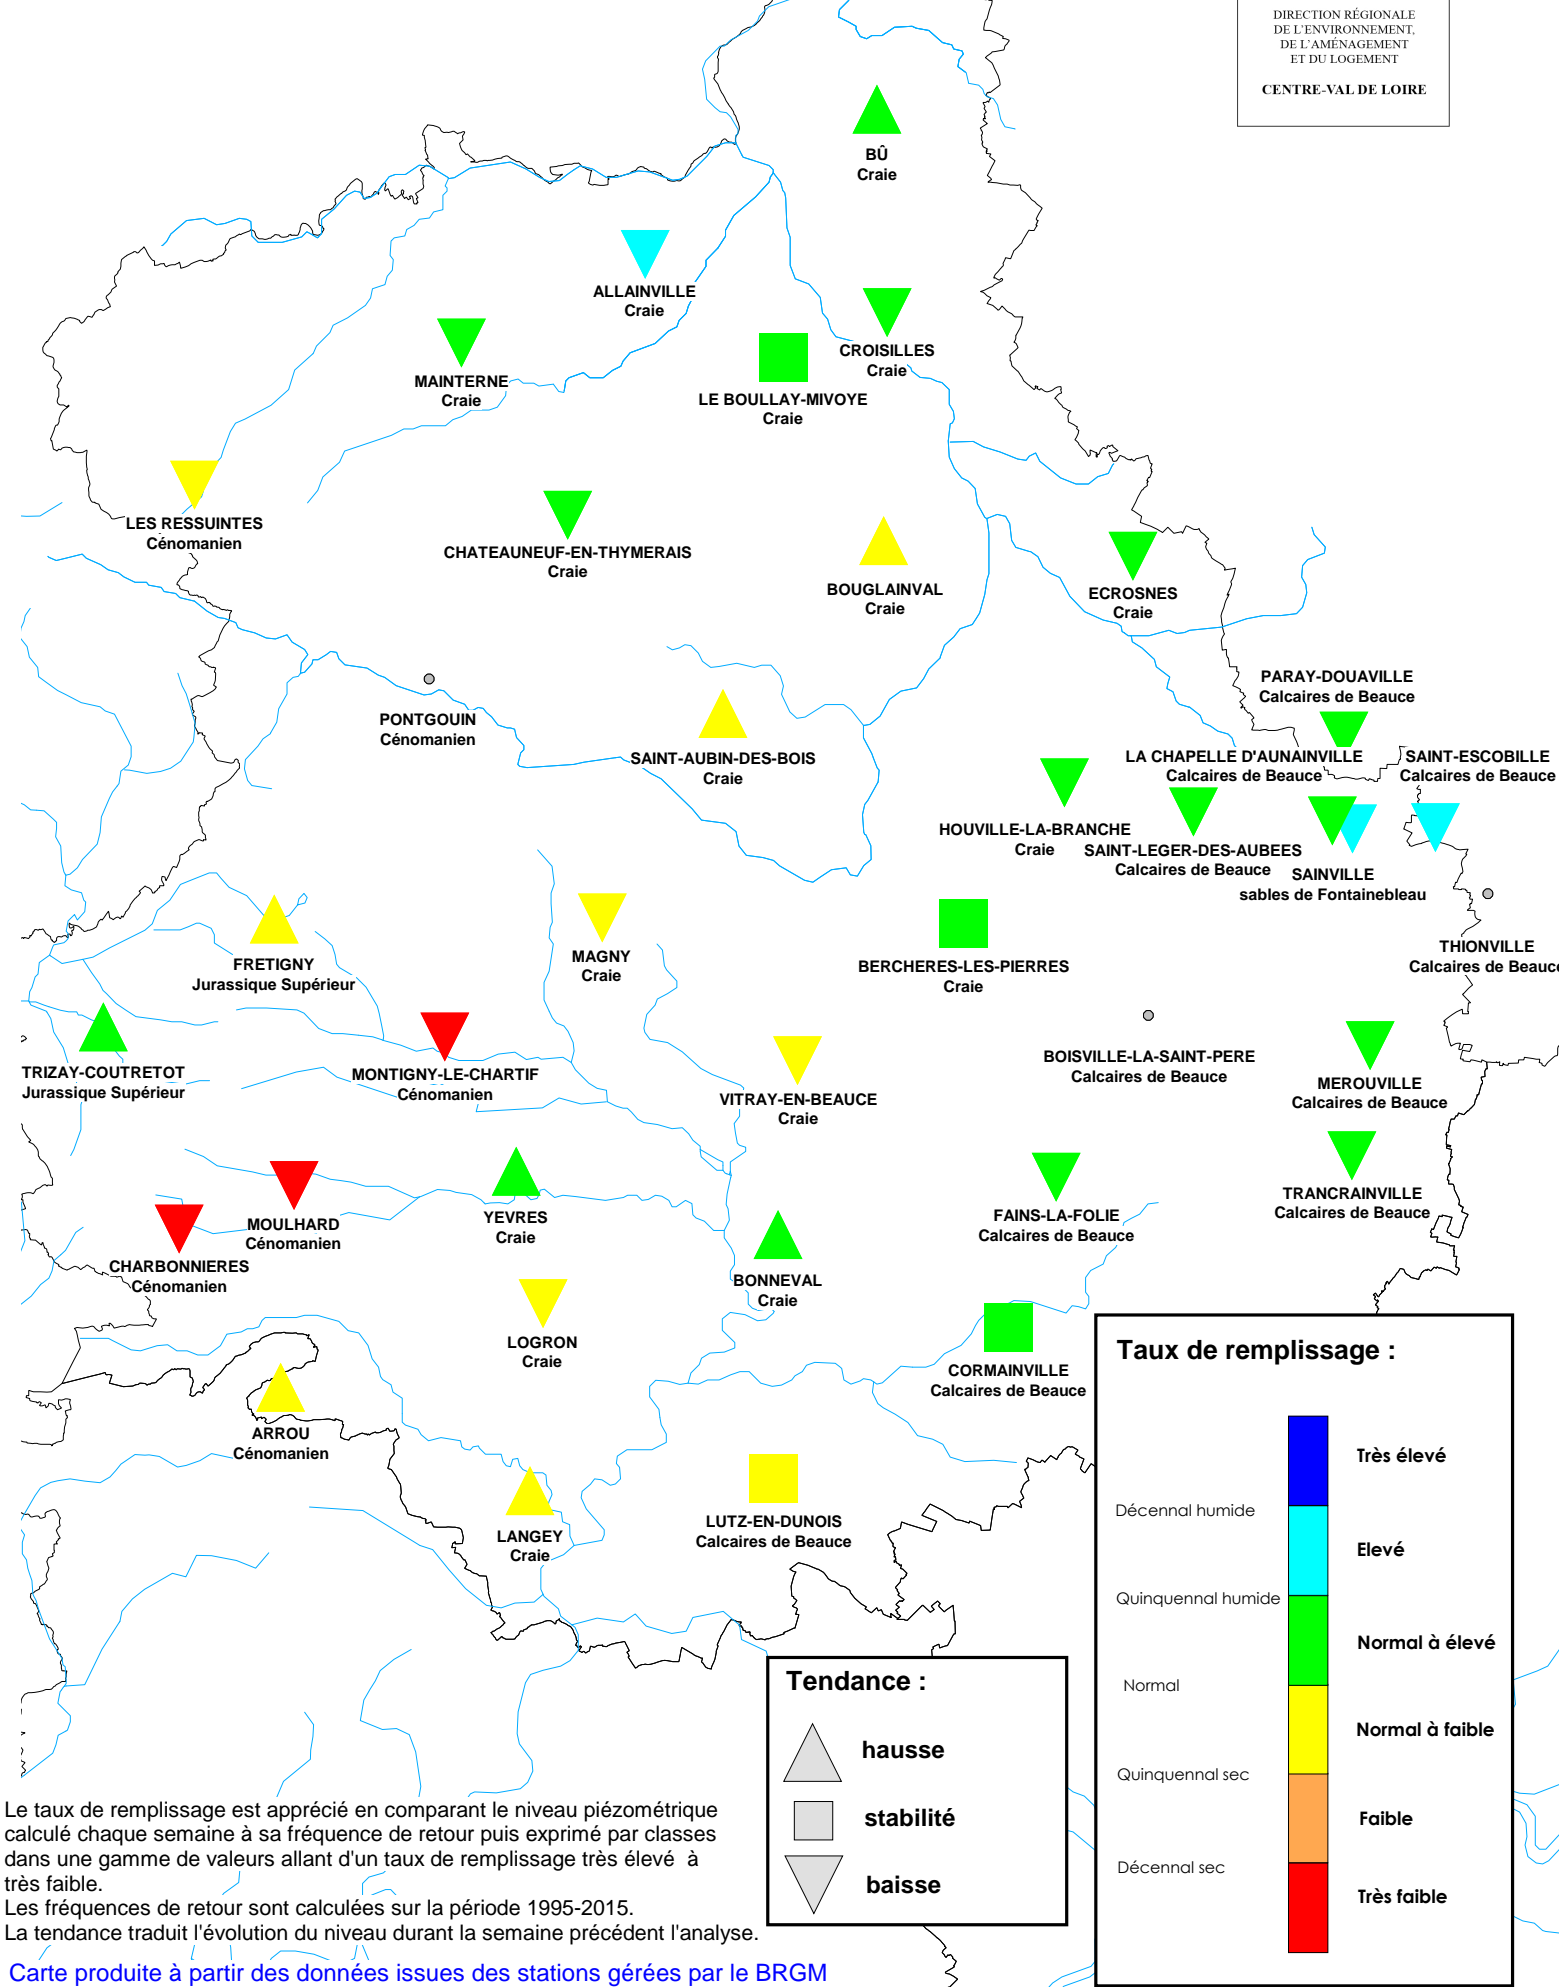 DIRECTION RÉGIONALE
DE L'ENVIRONNEMENT,
DE L'AMÉNAGEMENT
ET DU LOGEMENT
CENTRE-VAL DE LOIRE
BÛ
Craie
ALLAINVILLE
Craie
CROISILLES
Craie
MAINTERNE
Craie
LE BOULLAY-MIVOYE
Craie
LES RESSUINTES
Cénomanien
CHATEAUNEUF-EN-THYMERAIS
Craie
BOUGLAINVAL
Craie
ECROSNES
Craie
PARAY-DOUAVILLE
Calcaires de Beauce
PONTGOUIN
Cénomanien
SAINT-AUBIN-DES-BOIS
Craie
LA CHAPELLE D'AUNAINVILLE
Calcaires de Beauce
SAINT-ESCOBILLE
Calcaires de Beauce
HOUVILLE-LA-BRANCHE
Craie
SAINT-LEGER-DES-AUBEES
Calcaires de Beauce
SAINVILLE
sables de Fontainebleau
THIONVILLE
Calcaires de Beauce
FRETIGNY
Jurassique Supérieur
MAGNY
Craie
BERCHERES-LES-PIERRES
Craie
TRIZAY-COUTRETOT
Jurassique Supérieur
MONTIGNY-LE-CHARTIF
Cénomanien
VITRAY-EN-BEAUCE
Craie
BOISVILLE-LA-SAINT-PERE
Calcaires de Beauce
MEROUVILLE
Calcaires de Beauce
TRANCRAINVILLE
Calcaires de Beauce
MOULHARD
Cénomanien
YEVRES
Craie
FAINS-LA-FOLIE
Calcaires de Beauce
CHARBONNIERES
Cénomanien
BONNEVAL
Craie
LOGRON
Craie
CORMAINVILLE
Calcaires de Beauce
ARROU
Cénomanien
LANGEY
Craie
LUTZ-EN-DUNOIS
Calcaires de Beauce
Taux de remplissage :
Très élevé
Décennal humide
Elevé
Quinquennal humide
Normal à élevé
Normal
Normal à faible
Quinquennal sec
Faible
Décennal sec
Très faible
Tendance :
hausse
stabilité
baisse
Le taux de remplissage est apprécié en comparant le niveau piézométrique
calculé chaque semaine à sa fréquence de retour puis exprimé par classes
dans une gamme de valeurs allant d'un taux de remplissage très élevé à
très faible.
Les fréquences de retour sont calculées sur la période 1995-2015.
La tendance traduit l'évolution du niveau durant la semaine précédent l'analyse.
Carte produite à partir des données issues des stations gérées par le BRGM